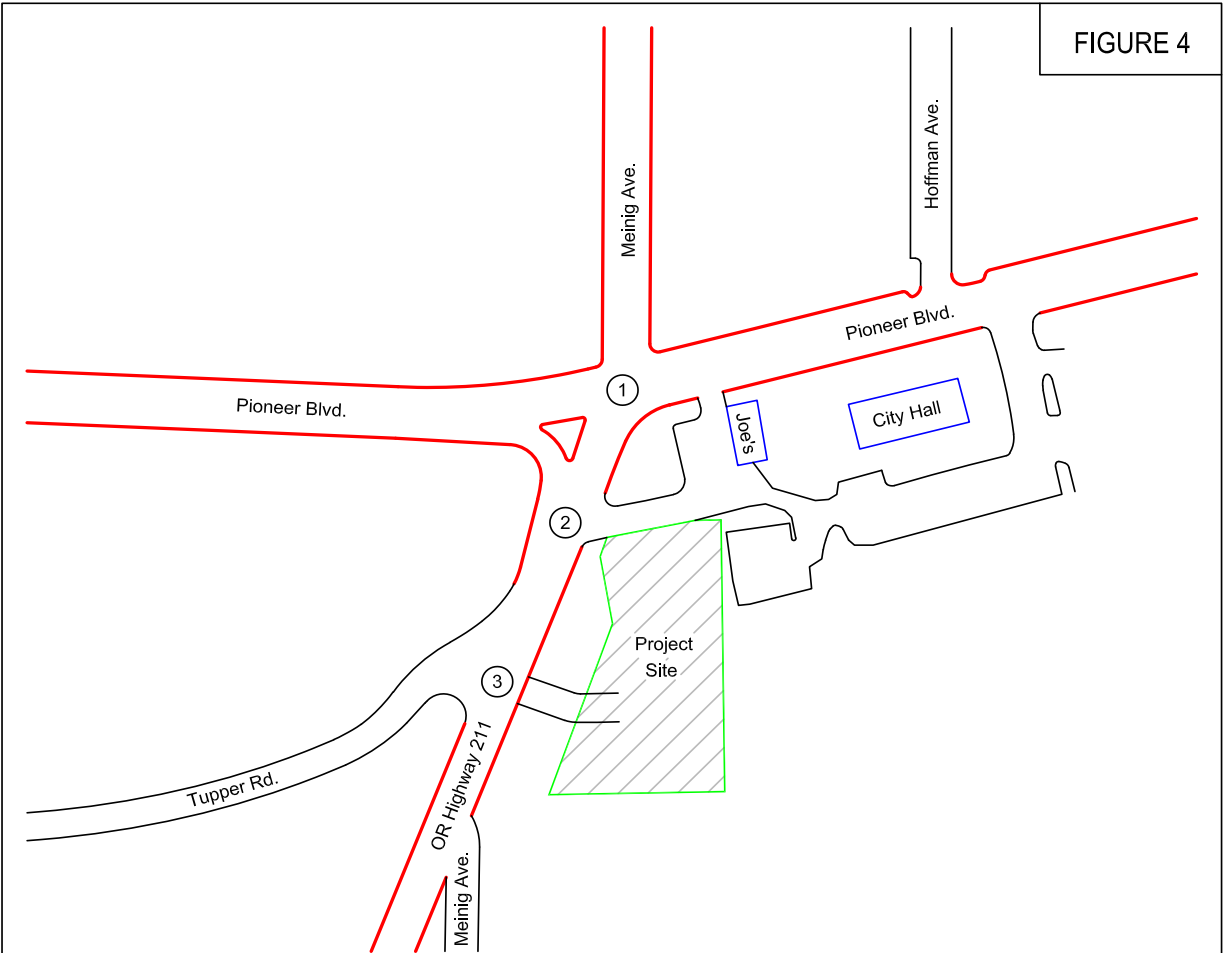 FIGURE 4
Meinig Ave.
Hoffman Ave.
Pioneer Blvd.
1
Pioneer Blvd.
Joe's
City Hall
2
Project
Site
3
OR Highway 211
Tupper Rd.
Meinig Ave.